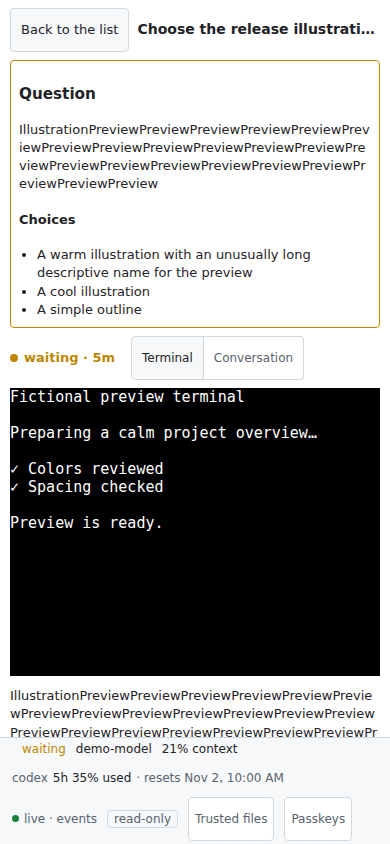 Back to the list
Choose the release illustrati…
Question
IllustrationPreviewPreviewPreviewPreviewPreviewPrev
iewPreviewPreviewPreviewPreviewPreviewPreviewPre
viewPreviewPreviewPreviewPreviewPreviewPreviewPr
eviewPreviewPreview
Choices
• A warm illustration with an unusually long
descriptive name for the preview
• A cool illustration
• A simple outline
waiting · 5m
Terminal
Conversation
Fictional preview terminal
Preparing a calm project overview…
✓ Colors reviewed
✓ Spacing checked
Preview is ready.
IllustrationPreviewPreviewPreviewPreviewPreviewPrevie
wPreviewPreviewPreviewPreviewPreviewPreviewPreview
PreviewPreviewPreviewPreviewPreviewPreviewPreviewPr
waiting demo-model 21% context
codex 5h 35% used · resets Nov 2, 10:00 AM
live · events
read-only
Trusted files
Passkeys